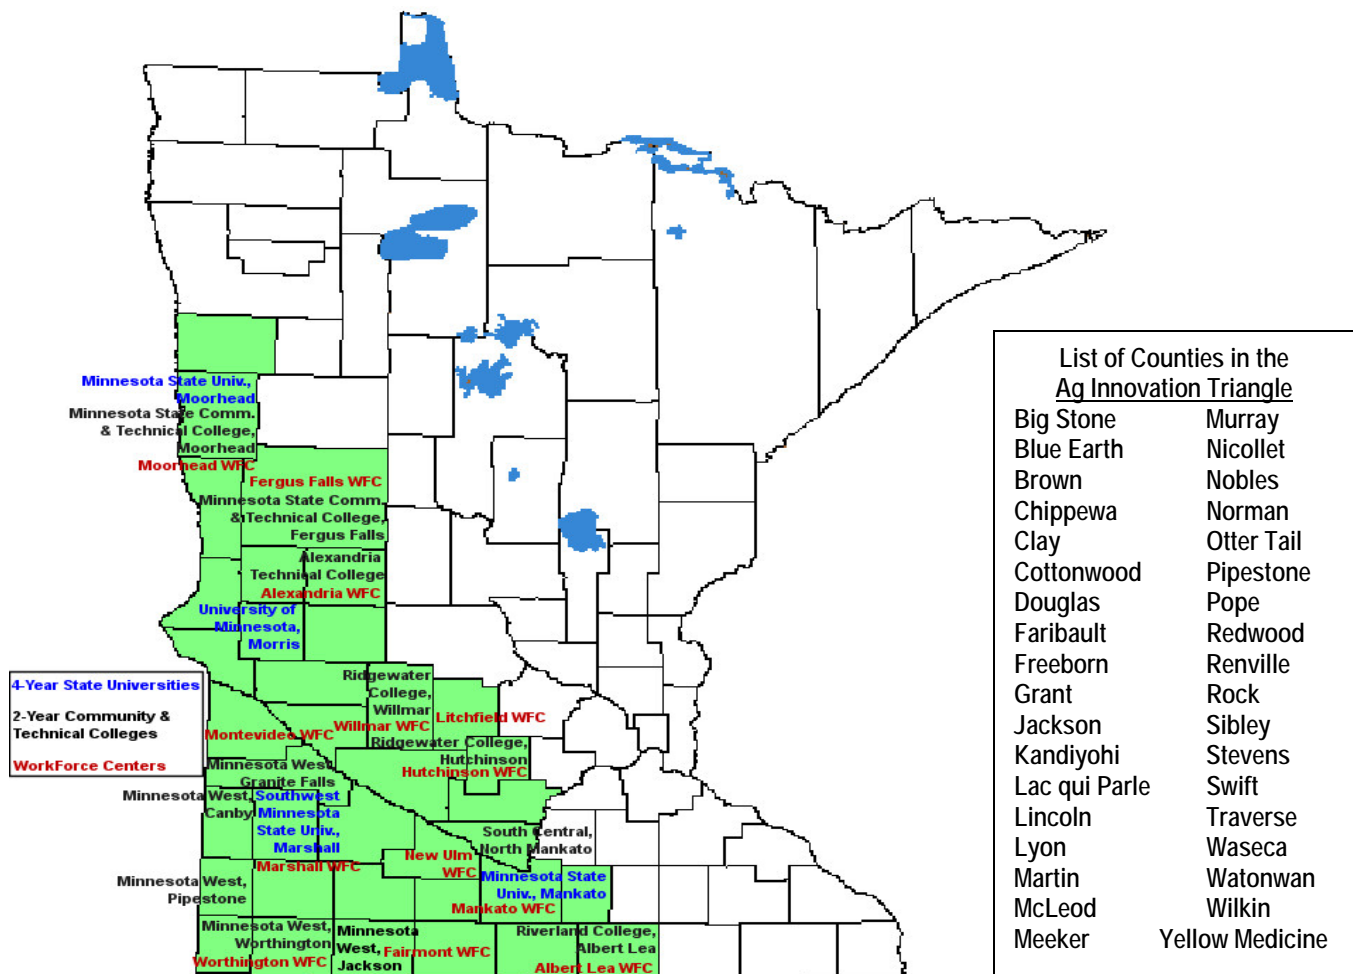 Minnesota State Univ.,
Moorhead
Minnesota State Comm.
& Technical College,
Moorhead
Moorhead WFC
Fergus Falls WFC
Minnesota State Comm.
& Technical College,
Fergus Falls
Alexandria
Technical College
Alexandria WFC
University of
Minnesota,
Morris
Ridgewater
College,
Willmar
Willmar WFC
Litchfield WFC
Montevideo WFC
Ridgewater College,
Hutchinson
Hutchinson WFC
Minnesota West,
Granite Falls
Minnesota West,
Canby
Southwest
Minnesota
State Univ.,
Marshall
Marshall WFC
South Central,
North Mankato
New Ulm
WFC
Minnesota State
Univ., Mankato
Mankato WFC
Minnesota West,
Pipestone
Minnesota West,
Worthington
Worthington WFC
Minnesota
West,
Jackson
Fairmont WFC
Riverland College,
Albert Lea
Albert Lea WFC
4-Year State Universities
2-Year Community &
Technical Colleges
WorkForce Centers
List of Counties in the
Ag Innovation Triangle
Big Stone Murray
Blue Earth Nicollet
Brown Nobles
Chippewa Norman
Clay Otter Tail
Cottonwood Pipestone
Douglas Pope
Faribault Redwood
Freeborn Renville
Grant Rock
Jackson Sibley
Kandiyohi Stevens
Lac qui Parle Swift
Lincoln Traverse
Lyon Waseca
Martin Watonwan
McLeod Wilkin
Meeker Yellow Medicine